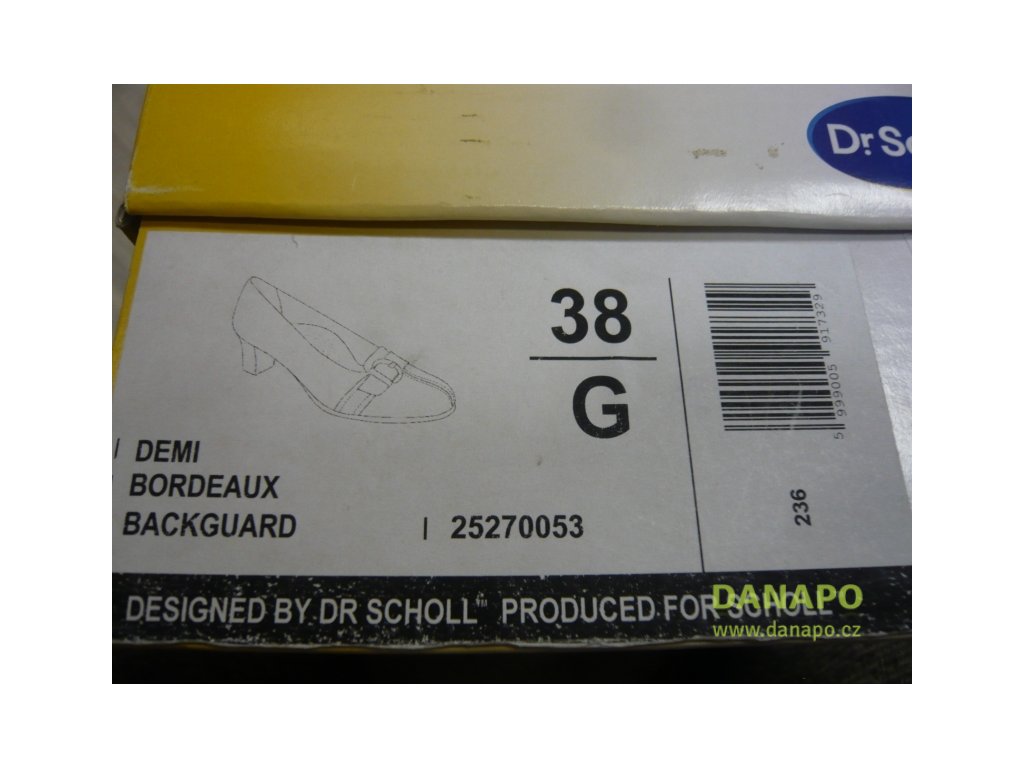 Dr.Sc
38
G
DEMI
BORDEAUX
BACKGUARD | 25270053
5 999005 917329
236
DESIGNED BY DR SCHOLL™ PRODUCED FOR SCHOLL
DANAPO
www.danapo.cz